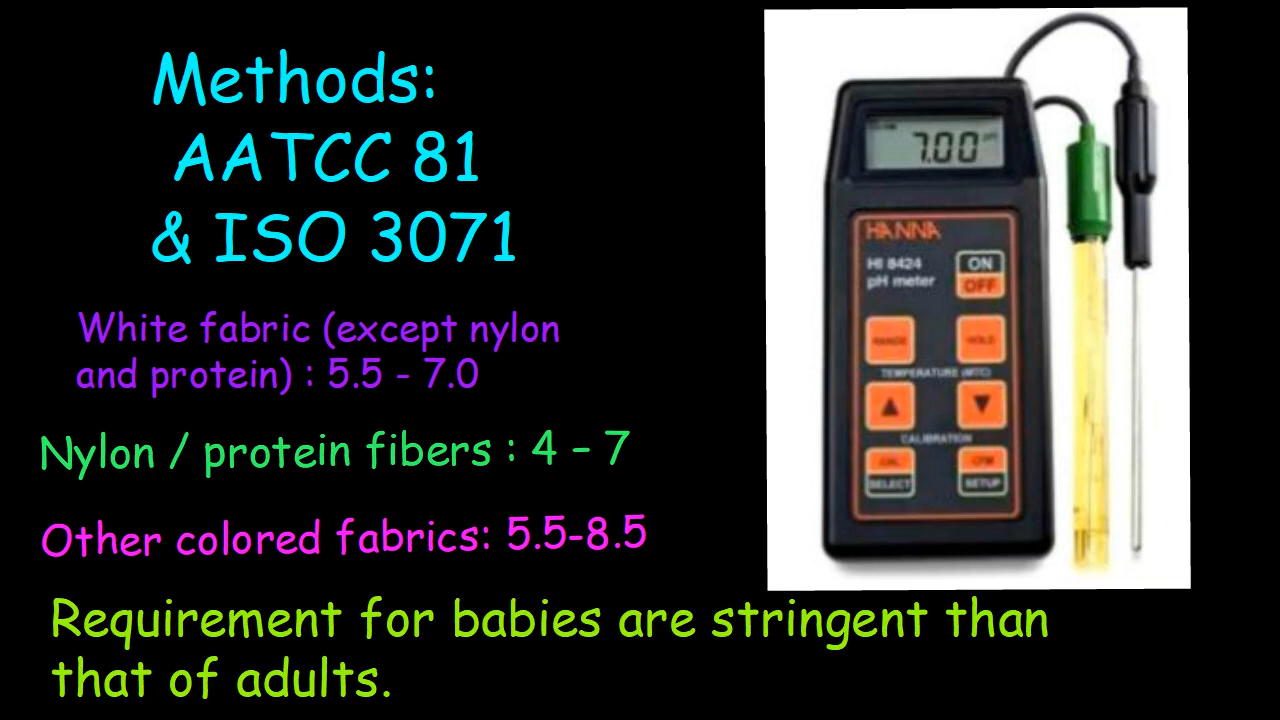 Methods:
AATCC 81
& ISO 3071
White fabric (except nylon
and protein) : 5.5 - 7.0
Nylon / protein fibers : 4 – 7
Other colored fabrics: 5.5-8.5
Requirement for babies are stringent than
that of adults.
7.00 pH
HANNA
HI 8424
pH meter
ON
OFF
RANGE
HOLD
TEMPERATURE (MTC)
CALIBRATION
CAL
CFM
SELECT
SETUP